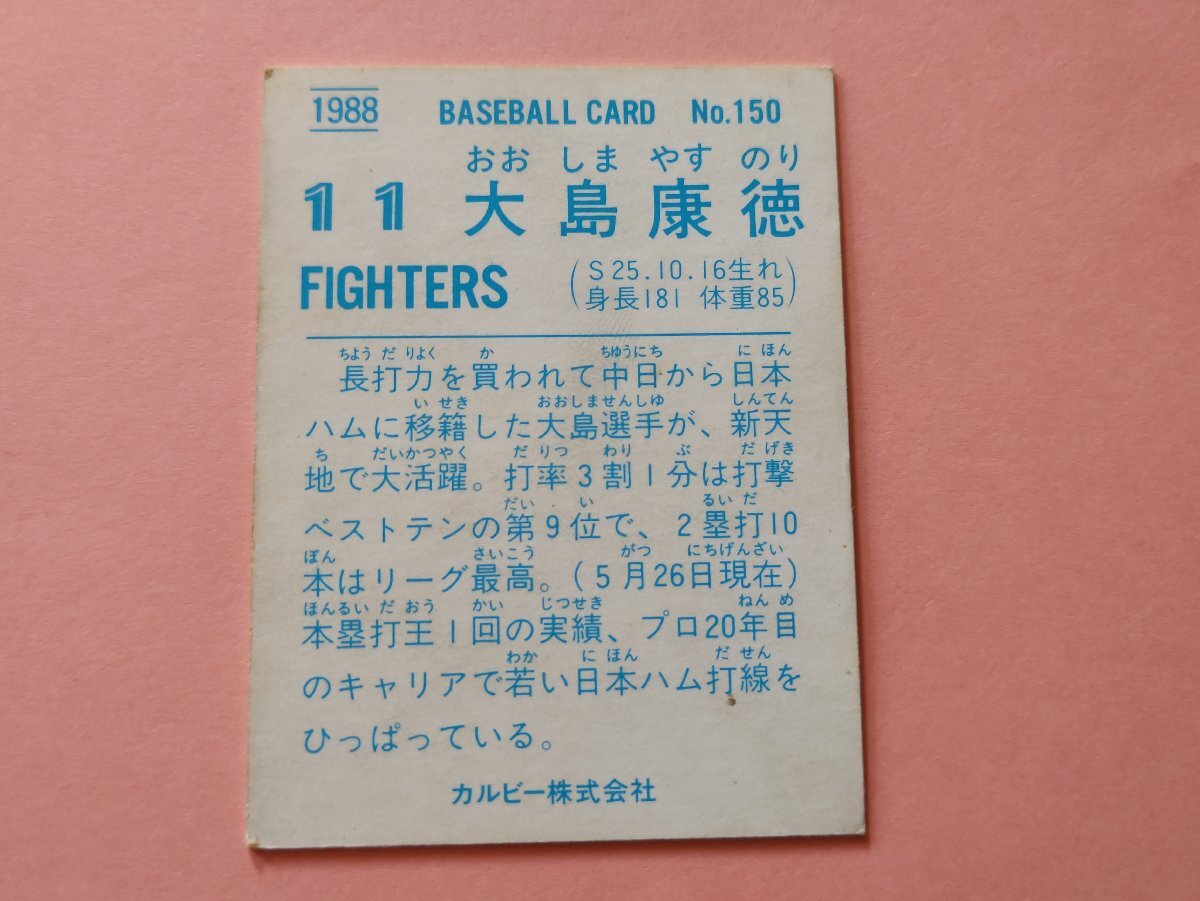 1988 BASEBALL CARD No.150
おお しま やす のり
11 大島康徳
FIGHTERS
(S25.10.16生れ
身長181 体重85)
ちよう だ りよく か ちゆうにち に ほん
長打力を買われて中日から日本
い せき おおしませんしゆ しんてん
ハムに移籍した大島選手が、新天
ち だいかつやく だ りつ わり ぶ だ げき
地で大活躍。打率3割1分は打撃
だい い るい だ
ベストテンの第9位で、2塁打10
ぽん さいこう がつ にちげんざい
本はリーグ最高。(5月26日現在)
ほんるい だ おう かい じつせき ねん め
本塁打王1回の実績、プロ20年目
わか に ほん だ せん
のキャリアで若い日本ハム打線を
ひっぱっている。
カルビー株式会社